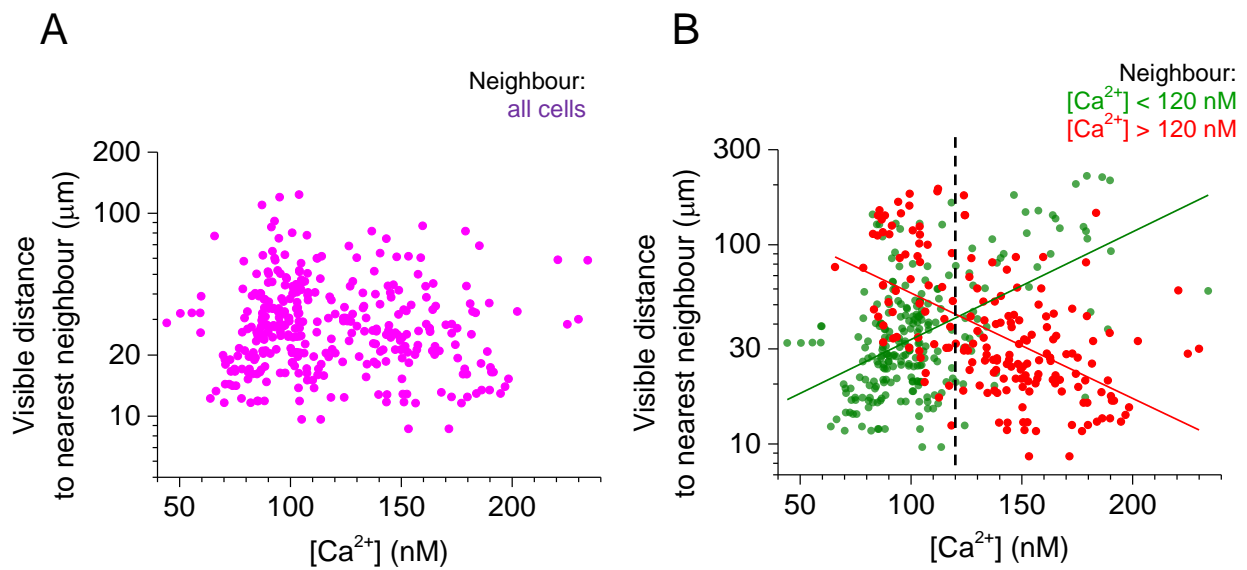 A
Neighbour:
all cells
200
100
20
10
Visible distance
to nearest neighbour (μm)
50
100
150
200
[Ca²⁺] (nM)
B
Neighbour:
[Ca²⁺] < 120 nM
[Ca²⁺] > 120 nM
300
100
30
10
Visible distance
to nearest neighbour (μm)
50
100
150
200
[Ca²⁺] (nM)